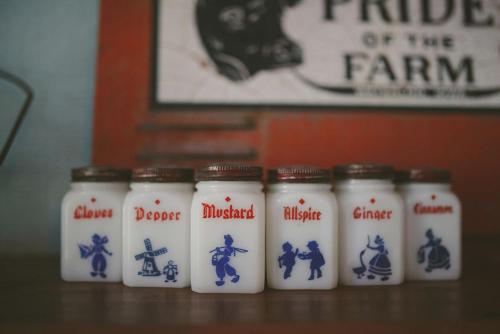 PRIDE
OF THE
FARM
Cloves
Pepper
Mustard
Allspice
Ginger
Cinnamon